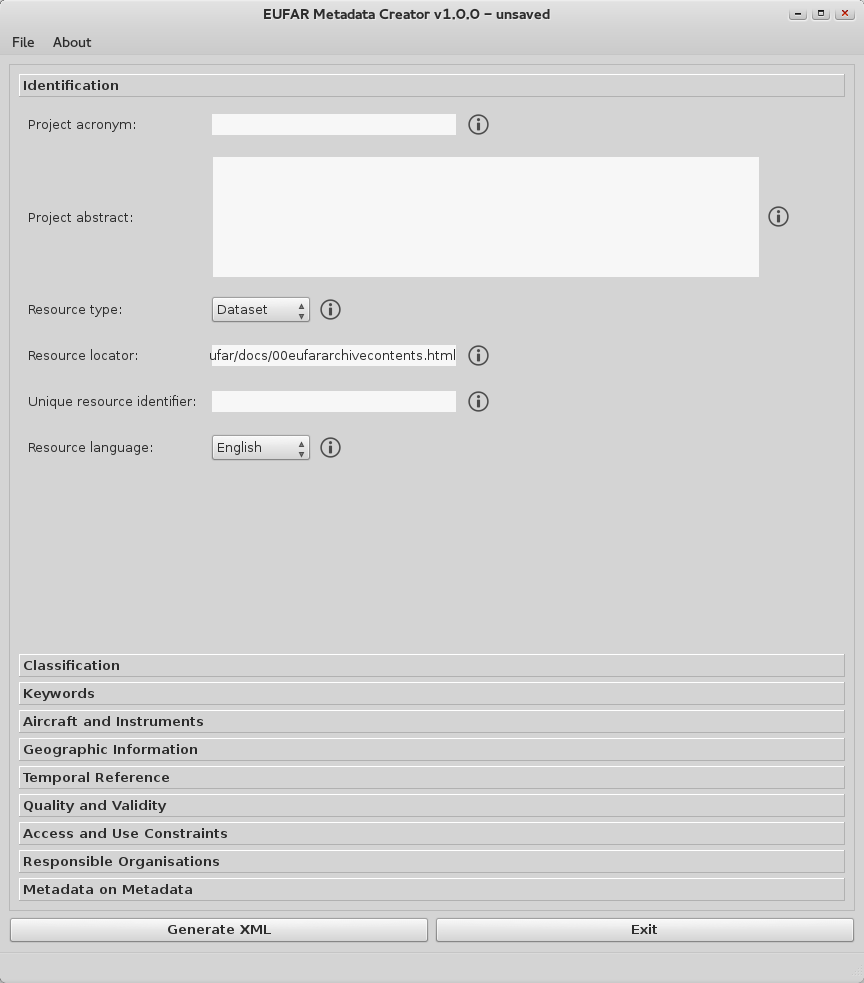 EUFAR Metadata Creator v1.0.0 – unsaved
File About
Identification
Project acronym:
Project abstract:
Resource type: Dataset
Resource locator: ufar/docs/00eufararchivecontents.html
Unique resource identifier:
Resource language: English
Classification
Keywords
Aircraft and Instruments
Geographic Information
Temporal Reference
Quality and Validity
Access and Use Constraints
Responsible Organisations
Metadata on Metadata
Generate XML Exit